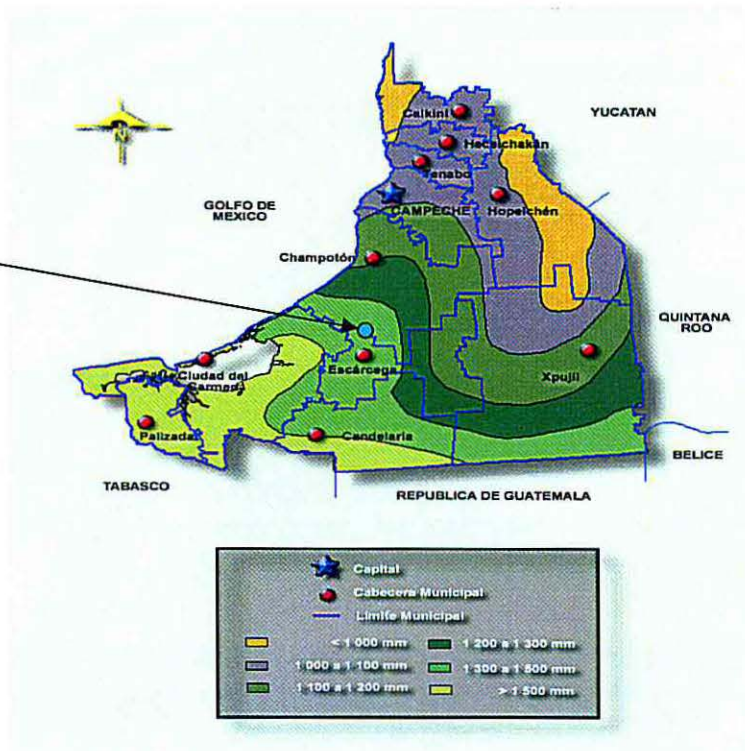 YUCATAN
Calkiní
Hecelchakán
Tenabo
CAMPECHE
Hopelchén
GOLFO DE
MEXICO
Champotón
QUINTANA
ROO
Xpujil
Escárcega
Ciudad del
Carmen
Palizada
Candelaria
BELICE
TABASCO
REPUBLICA DE GUATEMALA
N
Capital
Cabecera Municipal
Límite Municipal
< 1 000 mm
1 200 a 1 300 mm
1 000 a 1 100 mm
1 300 a 1 500 mm
1 100 a 1 200 mm
> 1 500 mm